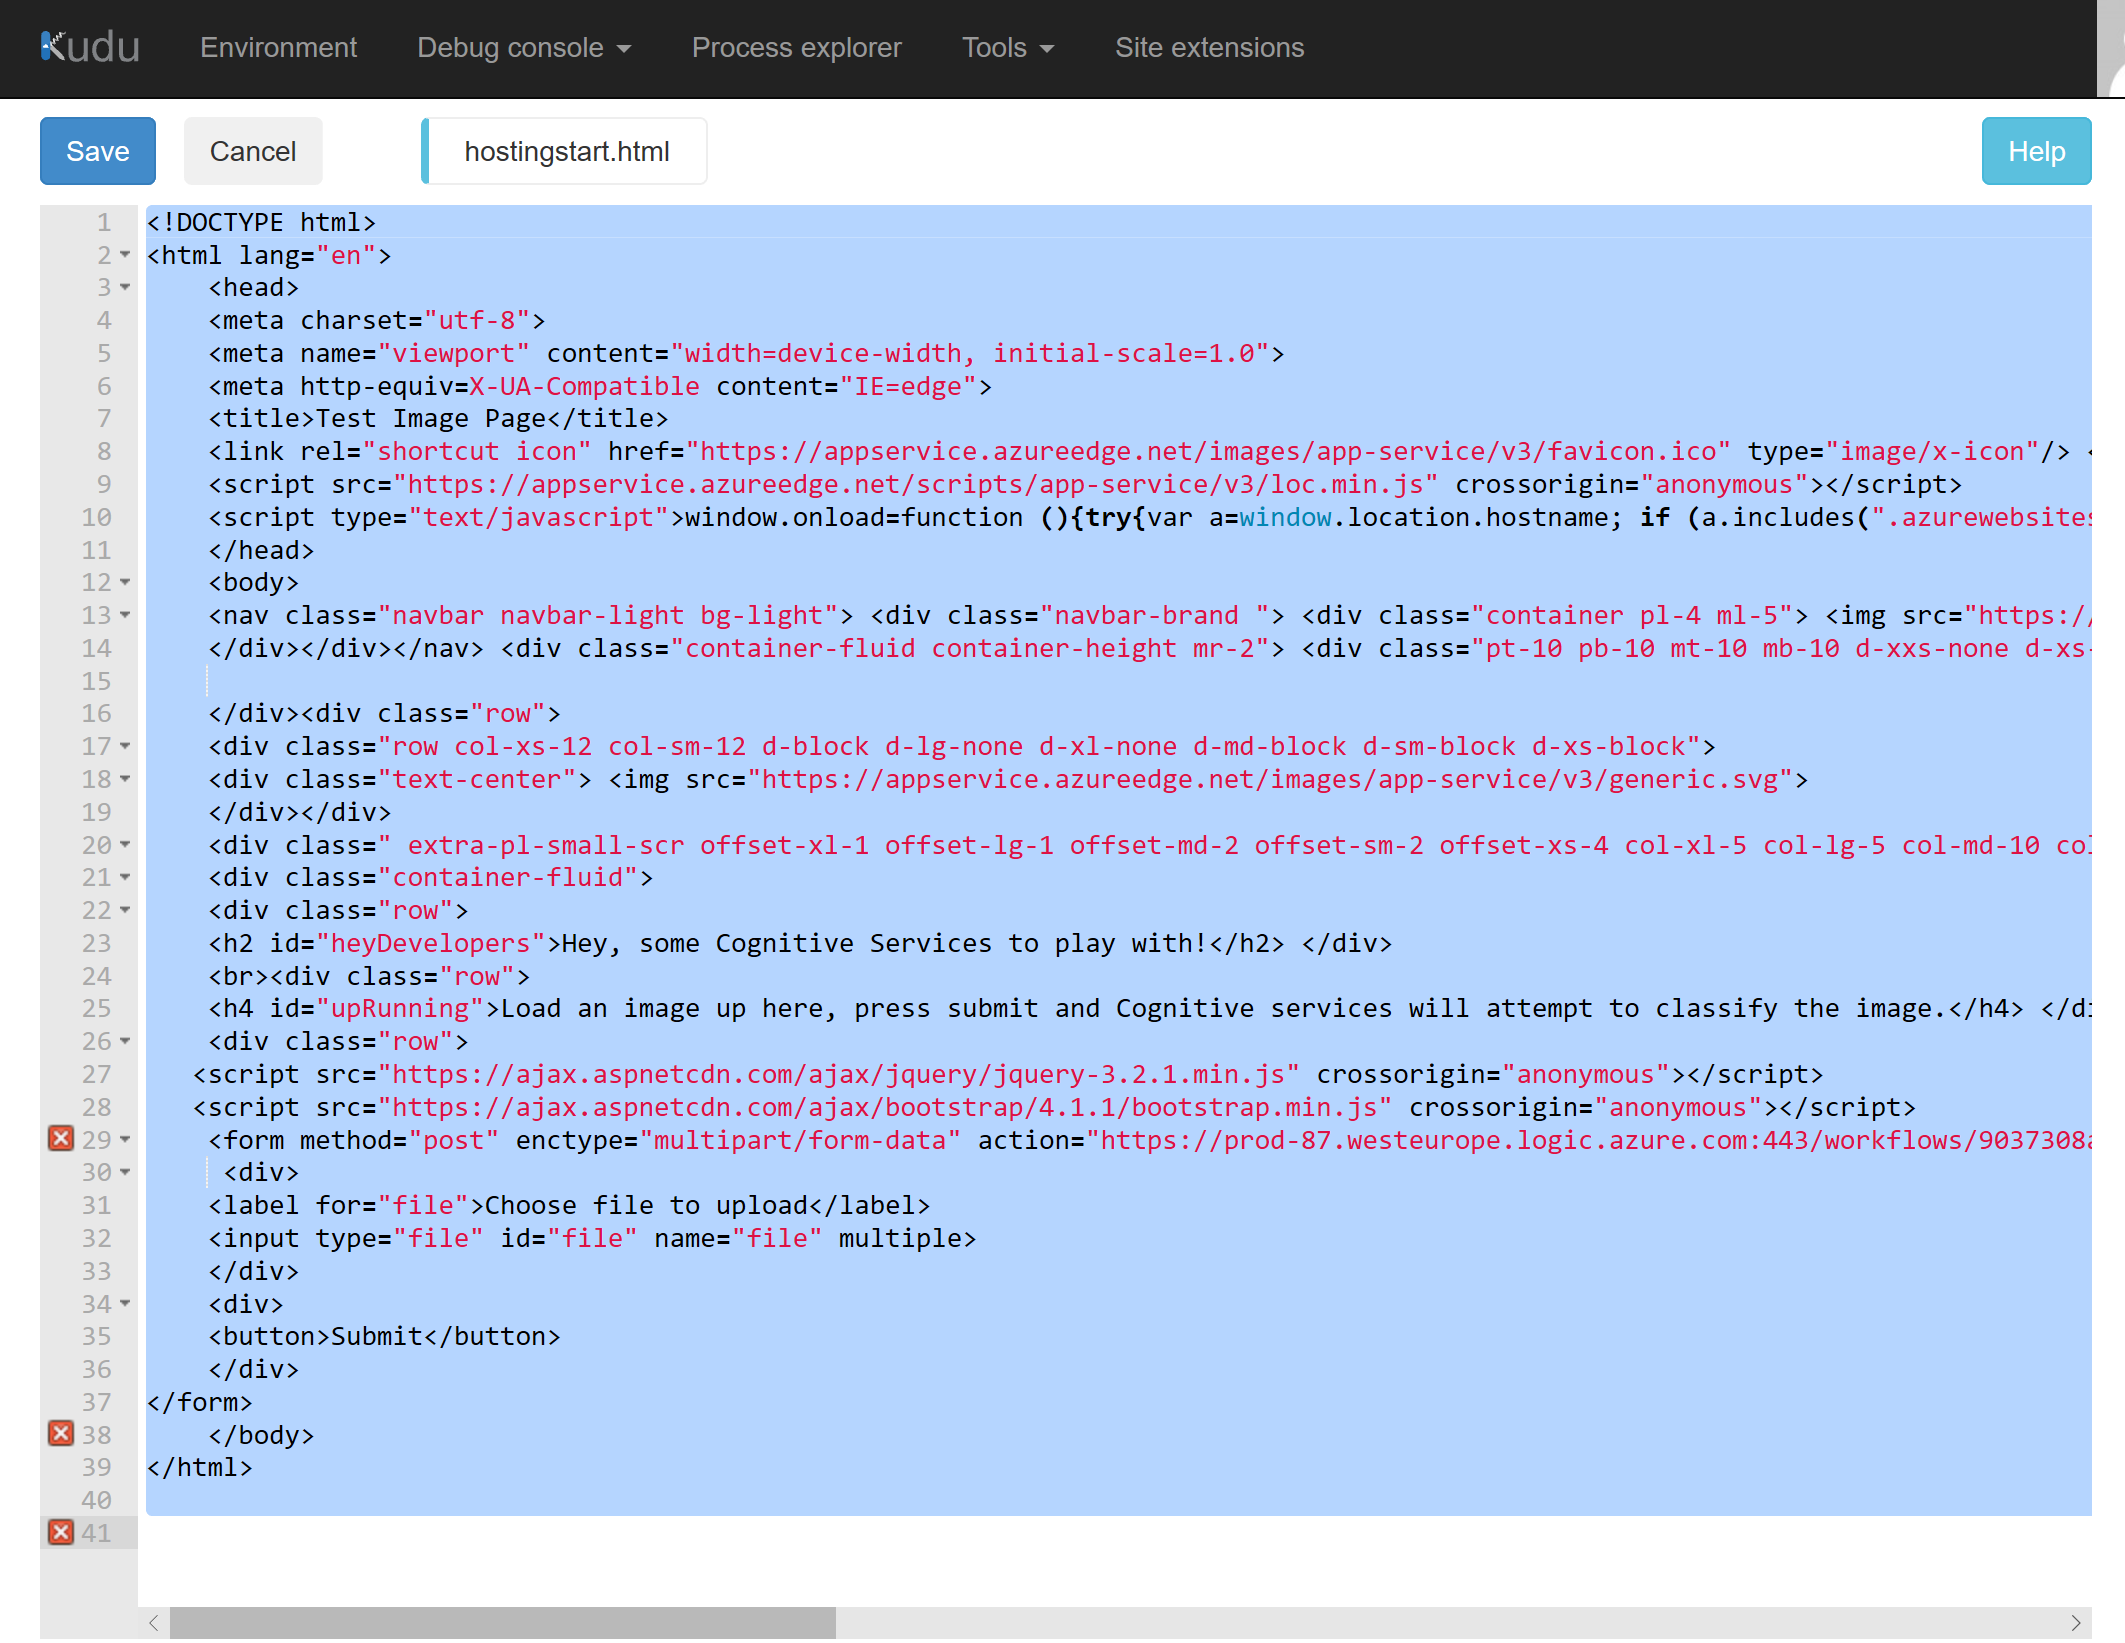 Kudu Environment Debug console Process explorer Tools Site extensions
Save Cancel hostingstart.html Help
1 <!DOCTYPE html>
2 <html lang="en">
3 <head>
4 <meta charset="utf-8">
5 <meta name="viewport" content="width=device-width, initial-scale=1.0">
6 <meta http-equiv=X-UA-Compatible content="IE=edge">
7 <title>Test Image Page</title>
8 <link rel="shortcut icon" href="https://appservice.azureedge.net/images/app-service/v3/favicon.ico" type="image/x-icon"/> <
9 <script src="https://appservice.azureedge.net/scripts/app-service/v3/loc.min.js" crossorigin="anonymous"></script>
10 <script type="text/javascript">window.onload=function (){try{var a=window.location.hostname; if (a.includes(".azurewebsites
11 </head>
12 <body>
13 <nav class="navbar navbar-light bg-light"> <div class="navbar-brand "> <div class="container pl-4 ml-5"> <img src="https:/
14 </div></div></nav> <div class="container-fluid container-height mr-2"> <div class="pt-10 pb-10 mt-10 mb-10 d-xxs-none d-xs-
15
16 </div><div class="row">
17 <div class="row col-xs-12 col-sm-12 d-block d-lg-none d-xl-none d-md-block d-sm-block d-xs-block">
18 <div class="text-center"> <img src="https://appservice.azureedge.net/images/app-service/v3/generic.svg">
19 </div></div>
20 <div class=" extra-pl-small-scr offset-xl-1 offset-lg-1 offset-md-2 offset-sm-2 offset-xs-4 col-xl-5 col-lg-5 col-md-10 col
21 <div class="container-fluid">
22 <div class="row">
23 <h2 id="heyDevelopers">Hey, some Cognitive Services to play with!</h2> </div>
24 <br><div class="row">
25 <h4 id="upRunning">Load an image up here, press submit and Cognitive services will attempt to classify the image.</h4> </di
26 <div class="row">
27 <script src="https://ajax.aspnetcdn.com/ajax/jquery/jquery-3.2.1.min.js" crossorigin="anonymous"></script>
28 <script src="https://ajax.aspnetcdn.com/ajax/bootstrap/4.1.1/bootstrap.min.js" crossorigin="anonymous"></script>
29 <form method="post" enctype="multipart/form-data" action="https://prod-87.westeurope.logic.azure.com:443/workflows/9037308a
30 <div>
31 <label for="file">Choose file to upload</label>
32 <input type="file" id="file" name="file" multiple>
33 </div>
34 <div>
35 <button>Submit</button>
36 </div>
37 </form>
38 </body>
39 </html>
40
41